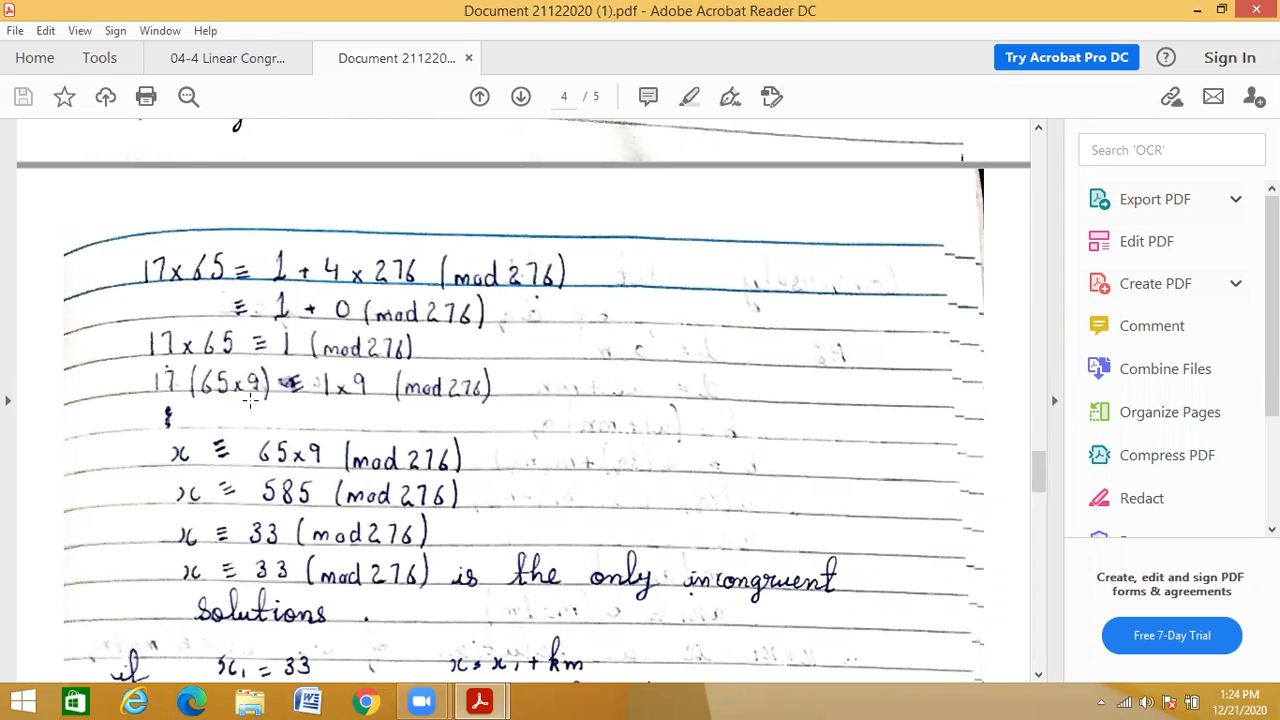 Document 21122020 (1).pdf - Adobe Acrobat Reader DC
File Edit View Sign Window Help
Home Tools 04-4 Linear Congr... Document 211220... × Try Acrobat Pro DC Sign In
4 / 5
Search 'OCR'
Export PDF
Edit PDF
Create PDF
Comment
Combine Files
Organize Pages
Compress PDF
Redact
Create, edit and sign PDF
forms & agreements
Free 7-Day Trial
17 × 65 ≡ 1 + 4 × 276 (mod 276)
≡ 1 + 0 (mod 276)
17 × 65 ≡ 1 (mod 276)
17 (65×9) ≡ 1 × 9 (mod 276)
x ≡ 65×9 (mod 276)
x ≡ 585 (mod 276)
x ≡ 33 (mod 276)
x ≡ 33 (mod 276) is the only incongruent
solutions .
if x₁ = 33 , x = x₁ + km
1:24 PM
12/21/2020